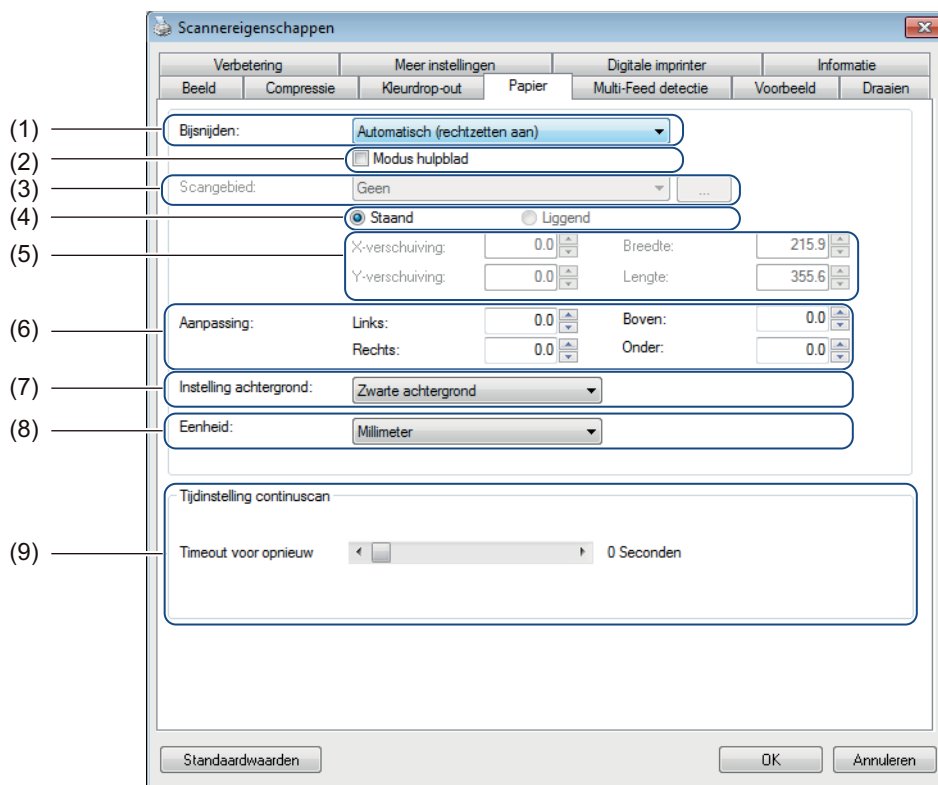 Scannereigenschappen
Verbetering Meer instellingen Digitale imprinter Informatie
Beeld Compressie Kleurdrop-out Papier Multi-Feed detectie Voorbeeld Draaien
(1) Bijsnijden: Automatisch (rechtzetten aan)
(2) Modus hulpblad
(3) Scangebied: Geen ...
(4) Staand Liggend
(5) X-verschuiving: 0.0 Breedte: 215.9
Y-verschuiving: 0.0 Lengte: 355.6
(6) Aanpassing: Links: 0.0 Boven: 0.0
Rechts: 0.0 Onder: 0.0
(7) Instelling achtergrond: Zwarte achtergrond
(8) Eenheid: Millimeter
Tijdinstelling continuscan
(9) Timeout voor opnieuw 0 Seconden
Standaardwaarden OK Annuleren